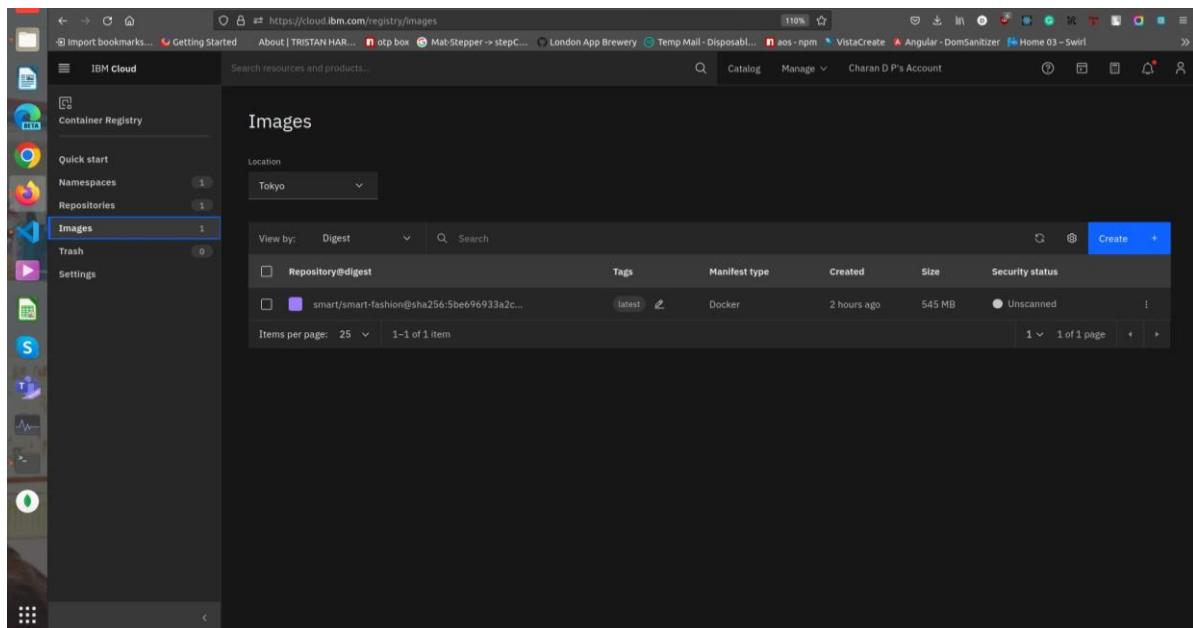 https://cloud.ibm.com/registry/images
110%
Import bookmarks... Getting Started About | TRISTAN HAR... otp box Mat-Stepper -> stepC... London App Brewery Temp Mail - Disposabl... aos - npm VistaCreate Angular - DomSanitizer Home 03 – Swirl
IBM Cloud Search resources and products... Catalog Manage Charan D P's Account
Container Registry
Images
Quick start
Location
Namespaces 1
Tokyo
Repositories 1
Images 1
Trash 0
View by: Digest Search Create +
Settings
Repository@digest Tags Manifest type Created Size Security status
smart/smart-fashion@sha256:5be696933a2c... latest Docker 2 hours ago 545 MB Unscanned
Items per page: 25 1–1 of 1 item 1 1 of 1 page
BETA
S